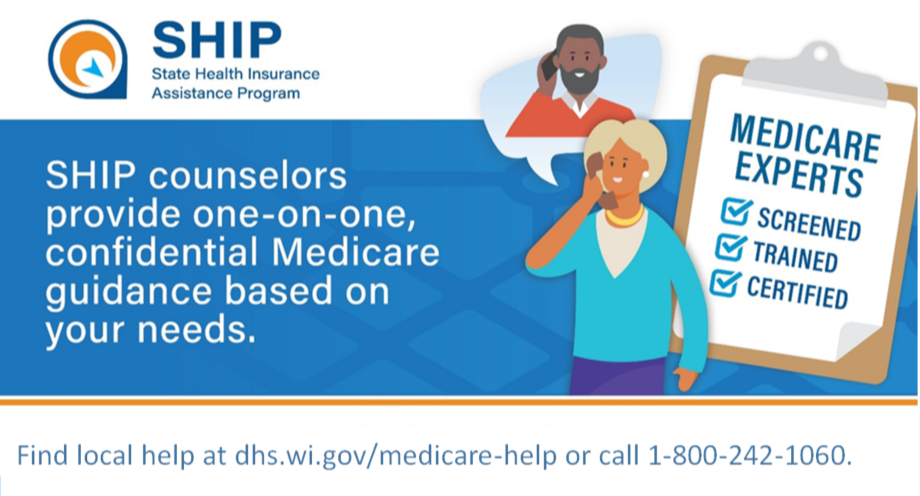 SHIP
State Health Insurance
Assistance Program
SHIP counselors
provide one-on-one,
confidential Medicare
guidance based on
your needs.
MEDICARE
EXPERTS
SCREENED
TRAINED
CERTIFIED
Find local help at dhs.wi.gov/medicare-help or call 1-800-242-1060.